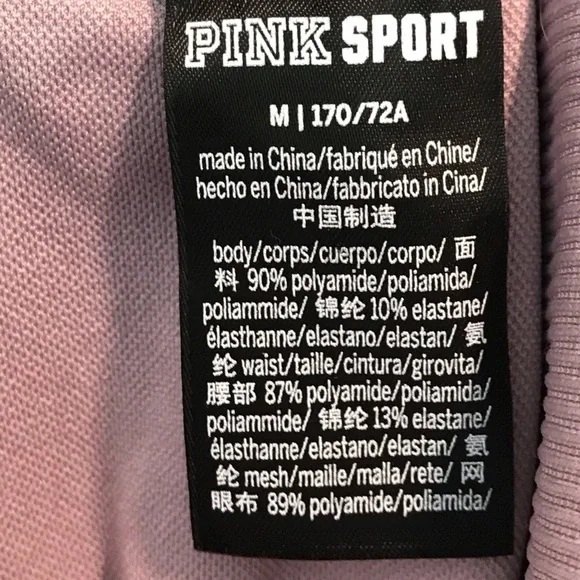 PINK SPORT
M | 170/72A
made in China/fabriqué en Chine/
hecho en China/fabbricato in Cina/
中国制造
body/corps/cuerpo/corpo/ 面
料 90% polyamide/poliamida/
poliammide/ 锦纶 10% elastane/
élasthanne/elastano/elastan/ 氨
纶 waist/taille/cintura/girovita/
腰部 87% polyamide/poliamida/
poliammide/ 锦纶 13% elastane/
élasthanne/elastano/elastan/ 氨
纶 mesh/maille/malla/rete/ 网
眼布 89% polyamide/poliamida/